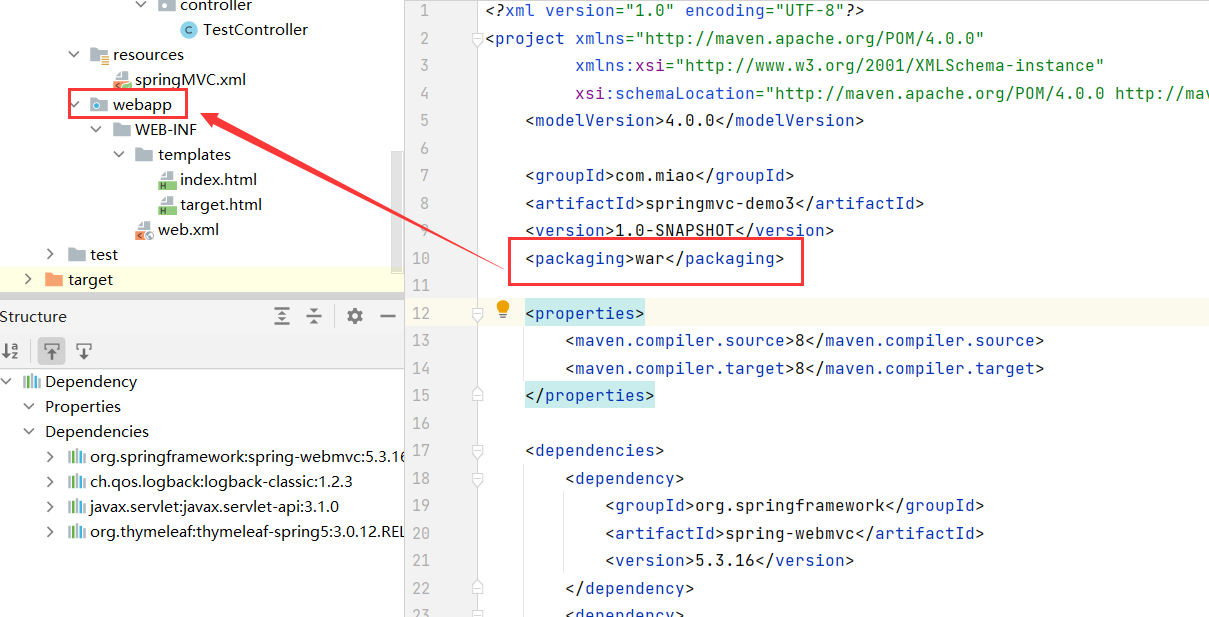 controller
TestController
resources
springMVC.xml
webapp
WEB-INF
templates
index.html
target.html
web.xml
test
target
Structure
Dependency
Properties
Dependencies
org.springframework:spring-webmvc:5.3.16
ch.qos.logback:logback-classic:1.2.3
javax.servlet:javax.servlet-api:3.1.0
org.thymeleaf:thymeleaf-spring5:3.0.12.REL
1 <?xml version="1.0" encoding="UTF-8"?>
2 <project xmlns="http://maven.apache.org/POM/4.0.0"
3 xmlns:xsi="http://www.w3.org/2001/XMLSchema-instance"
4 xsi:schemaLocation="http://maven.apache.org/POM/4.0.0 http://mav
5 <modelVersion>4.0.0</modelVersion>
6
7 <groupId>com.miao</groupId>
8 <artifactId>springmvc-demo3</artifactId>
9 <version>1.0-SNAPSHOT</version>
10 <packaging>war</packaging>
11
12 <properties>
13 <maven.compiler.source>8</maven.compiler.source>
14 <maven.compiler.target>8</maven.compiler.target>
15 </properties>
16
17 <dependencies>
18 <dependency>
19 <groupId>org.springframework</groupId>
20 <artifactId>spring-webmvc</artifactId>
21 <version>5.3.16</version>
22 </dependency>
23 <dependency>